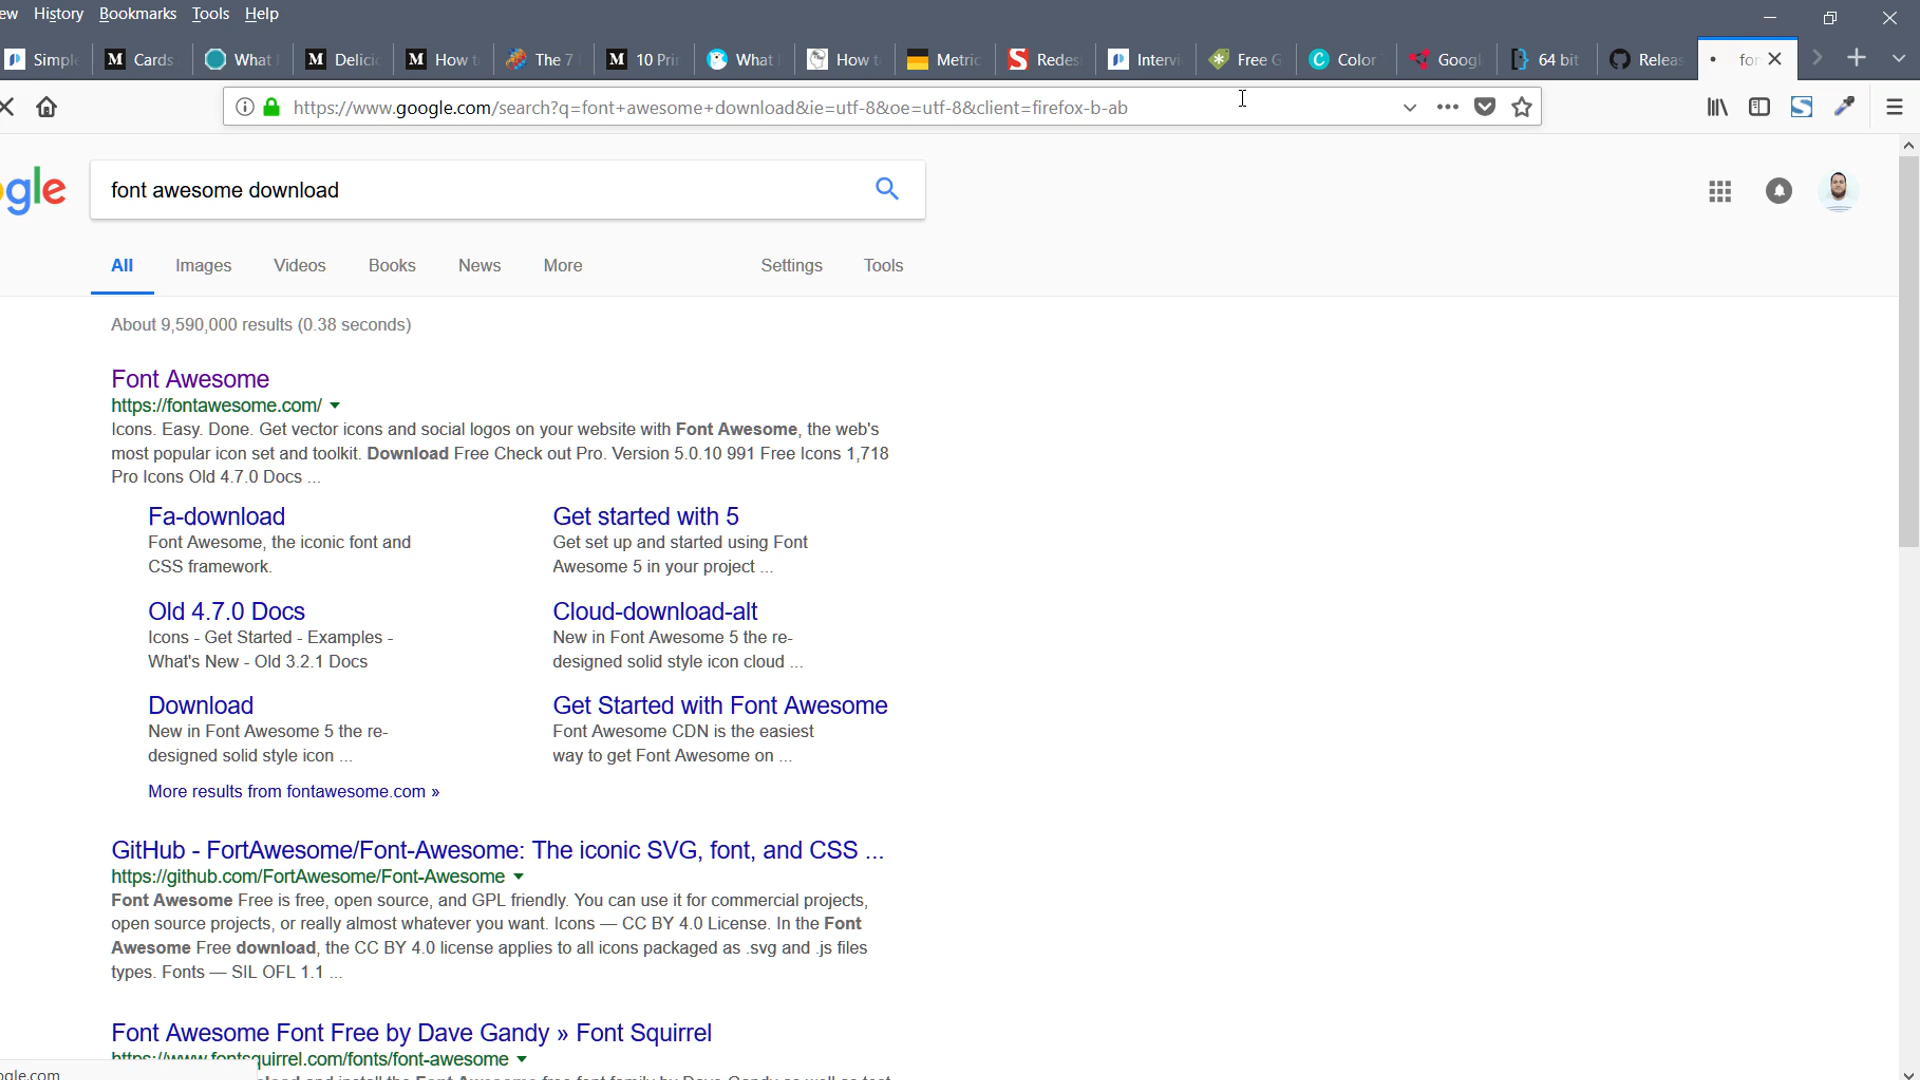 ew History Bookmarks Tools Help
Simple Cards What Delicio How t The 7 10 Prin What How to Metric Redes Intervi Free G Color Googl 64 bit Releas for
https://www.google.com/search?q=font+awesome+download&ie=utf-8&oe=utf-8&client=firefox-b-ab
gle font awesome download
All Images Videos Books News More Settings Tools
About 9,590,000 results (0.38 seconds)
Font Awesome
https://fontawesome.com/
Icons. Easy. Done. Get vector icons and social logos on your website with Font Awesome, the web's
most popular icon set and toolkit. Download Free Check out Pro. Version 5.0.10 991 Free Icons 1,718
Pro Icons Old 4.7.0 Docs ...
Fa-download Get started with 5
Font Awesome, the iconic font and Get set up and started using Font
CSS framework. Awesome 5 in your project ...
Old 4.7.0 Docs Cloud-download-alt
Icons - Get Started - Examples - New in Font Awesome 5 the re-
What's New - Old 3.2.1 Docs designed solid style icon cloud ...
Download Get Started with Font Awesome
New in Font Awesome 5 the re- Font Awesome CDN is the easiest
designed solid style icon ... way to get Font Awesome on ...
More results from fontawesome.com »
GitHub - FortAwesome/Font-Awesome: The iconic SVG, font, and CSS ...
https://github.com/FortAwesome/Font-Awesome
Font Awesome Free is free, open source, and GPL friendly. You can use it for commercial projects,
open source projects, or really almost whatever you want. Icons — CC BY 4.0 License. In the Font
Awesome Free download, the CC BY 4.0 license applies to all icons packaged as .svg and .js files
types. Fonts — SIL OFL 1.1 ...
Font Awesome Font Free by Dave Gandy » Font Squirrel
https://www.fontsquirrel.com/fonts/font-awesome
ogle.com